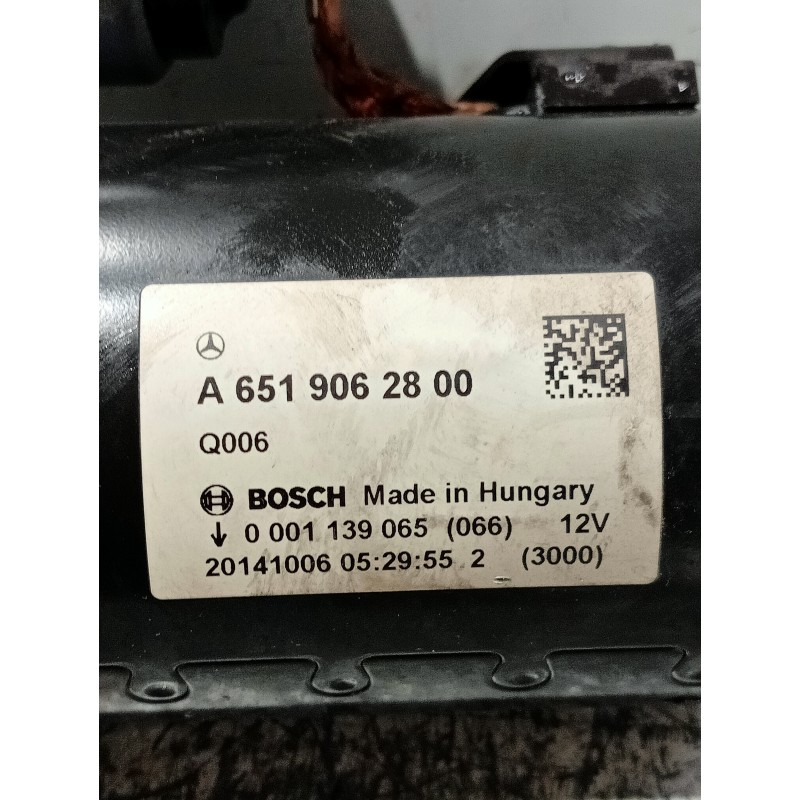 A 651 906 28 00
Q006
BOSCH Made in Hungary
0 001 139 065 (066) 12V
20141006 05:29:55 2 (3000)